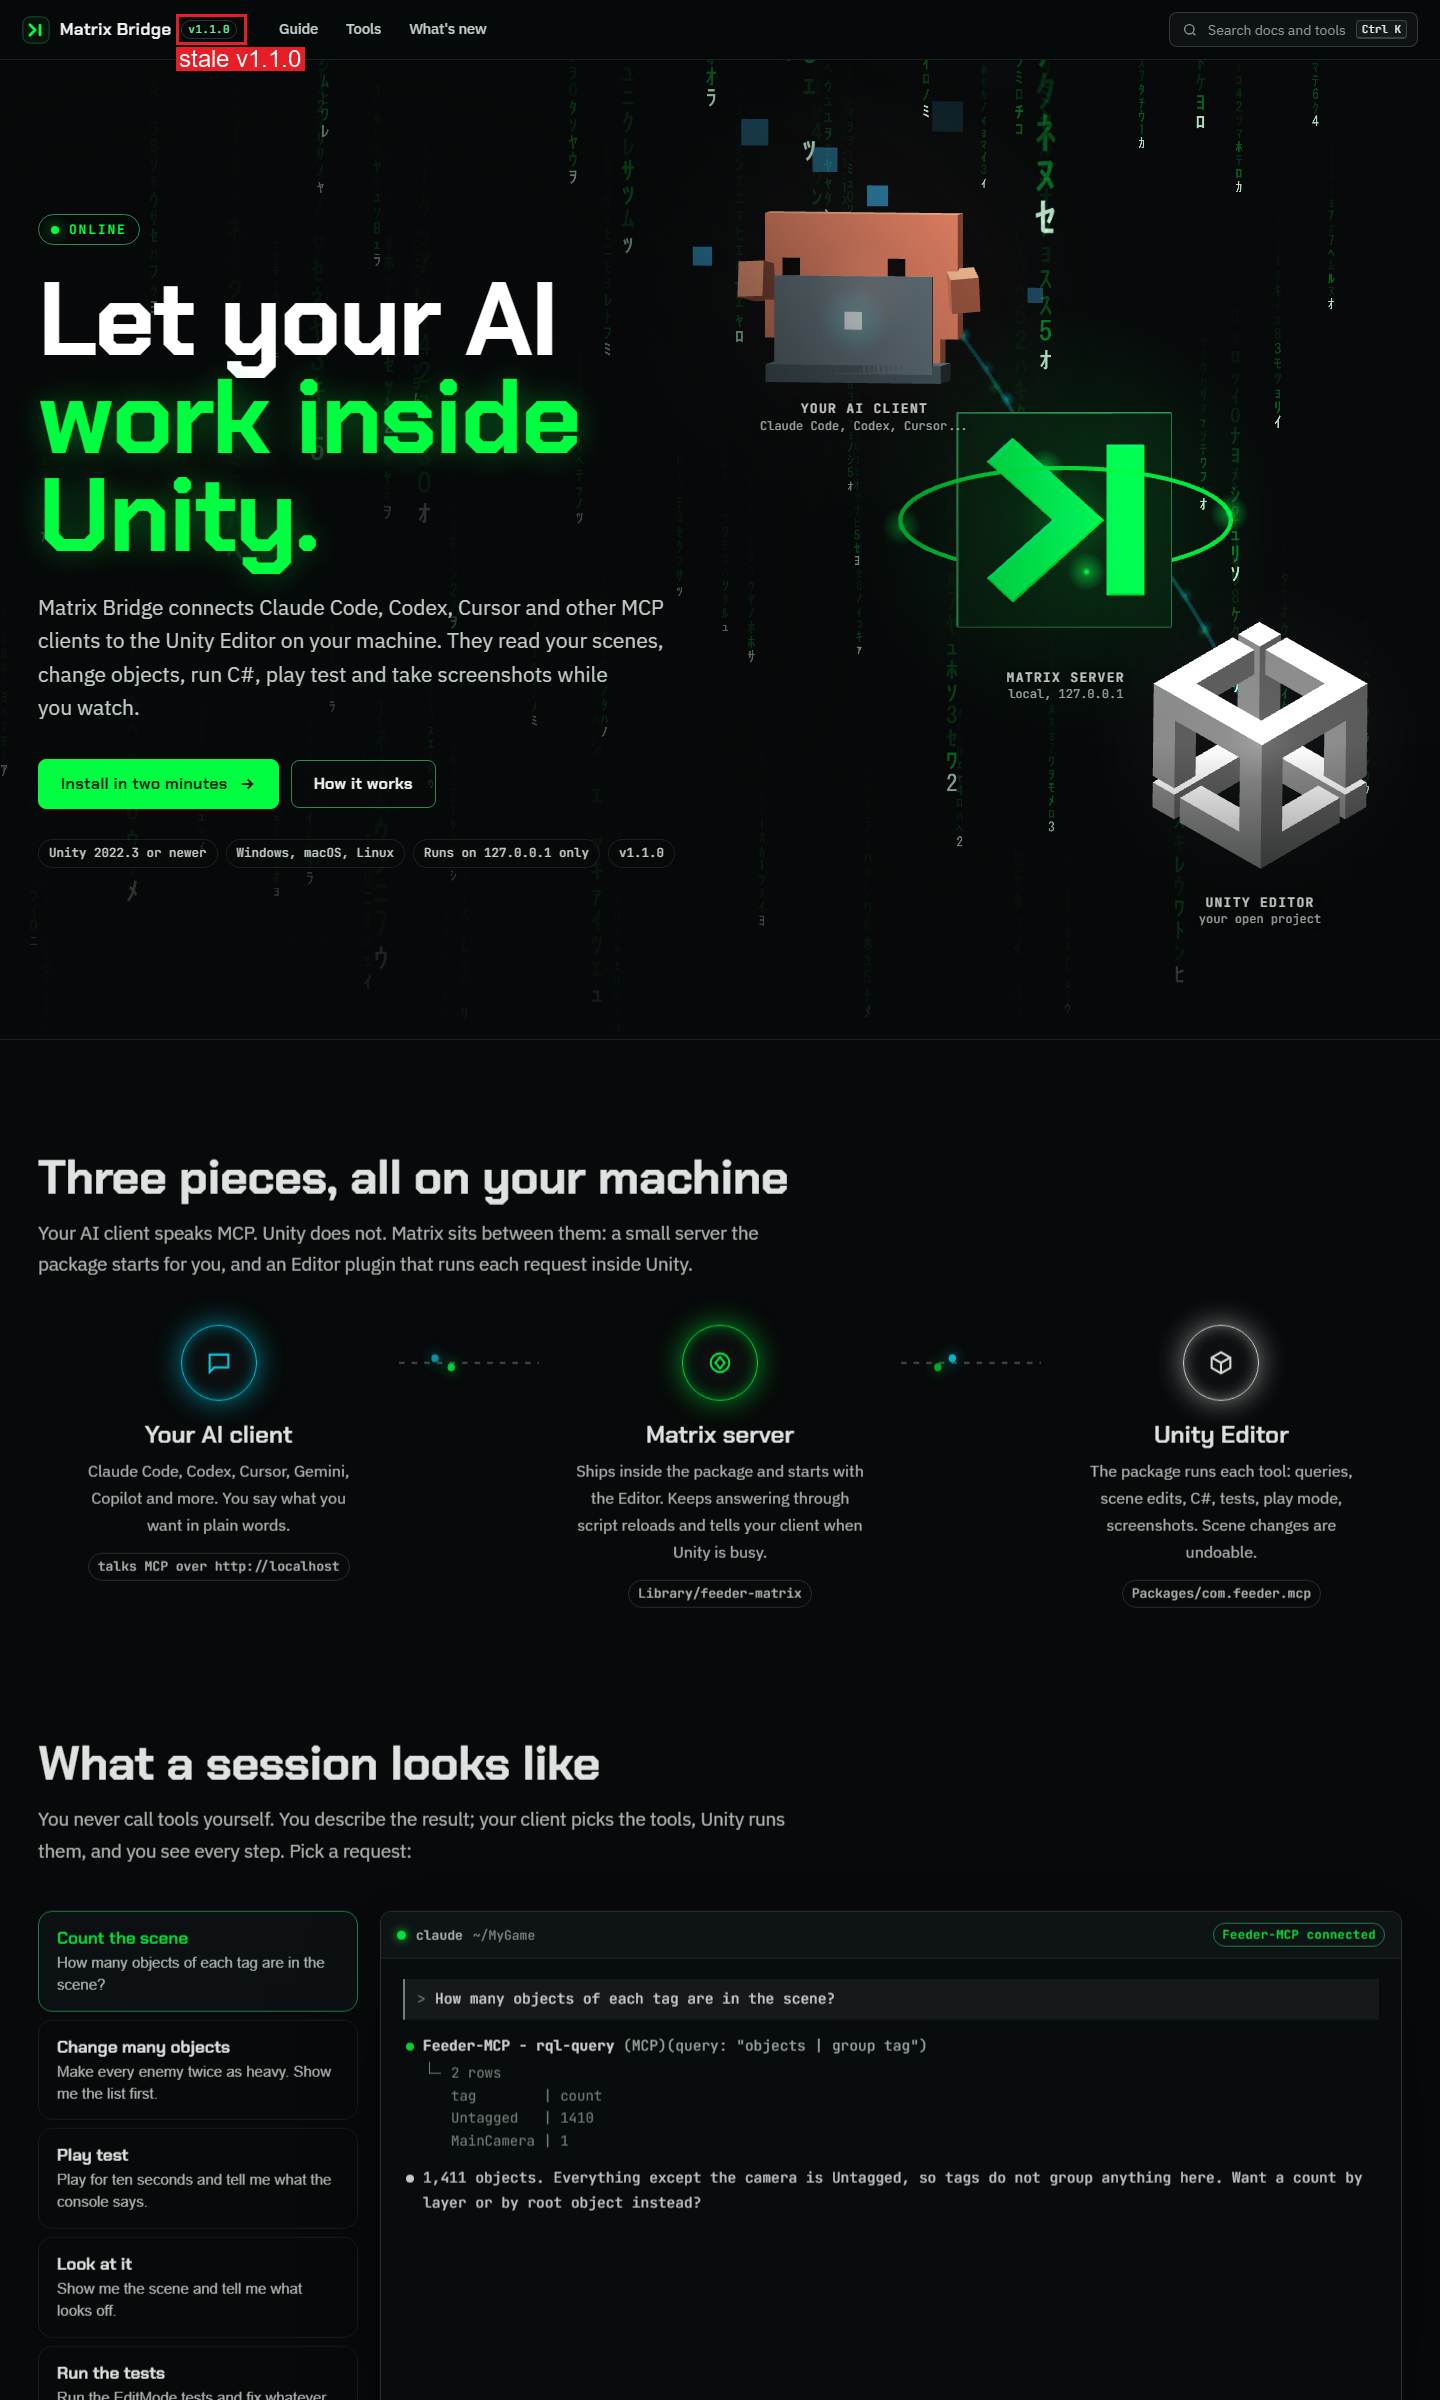 Matrix Bridge v1.1.0 Guide Tools What's new Search docs and tools Ctrl K
stale v1.1.0
ONLINE
Let your AI
work inside
Unity.
Matrix Bridge connects Claude Code, Codex, Cursor and other MCP
clients to the Unity Editor on your machine. They read your scenes,
change objects, run C#, play test and take screenshots while
you watch.
Install in two minutes →
How it works
Unity 2022.3 or newer
Windows, macOS, Linux
Runs on 127.0.0.1 only
v1.1.0
YOUR AI CLIENT
Claude Code, Codex, Cursor...
MATRIX SERVER
local, 127.0.0.1
UNITY EDITOR
your open project
Three pieces, all on your machine
Your AI client speaks MCP. Unity does not. Matrix sits between them: a small server the
package starts for you, and an Editor plugin that runs each request inside Unity.
Your AI client
Claude Code, Codex, Cursor, Gemini,
Copilot and more. You say what you
want in plain words.
talks MCP over http://localhost
Matrix server
Ships inside the package and starts with
the Editor. Keeps answering through
script reloads and tells your client when
Unity is busy.
Library/feeder-matrix
Unity Editor
The package runs each tool: queries,
scene edits, C#, tests, play mode,
screenshots. Scene changes are
undoable.
Packages/com.feeder.mcp
What a session looks like
You never call tools yourself. You describe the result; your client picks the tools, Unity runs
them, and you see every step. Pick a request:
Count the scene
How many objects of each tag are in the
scene?
Change many objects
Make every enemy twice as heavy. Show
me the list first.
Play test
Play for ten seconds and tell me what the
console says.
Look at it
Show me the scene and tell me what
looks off.
Run the tests
Run the EditMode tests and fix whatever
claude ~/MyGame
Feeder-MCP connected
> How many objects of each tag are in the scene?
Feeder-MCP - rql-query (MCP)(query: "objects | group tag")
2 rows
tag | count
Untagged | 1410
MainCamera | 1
1,411 objects. Everything except the camera is Untagged, so tags do not group anything here. Want a count by
layer or by root object instead?